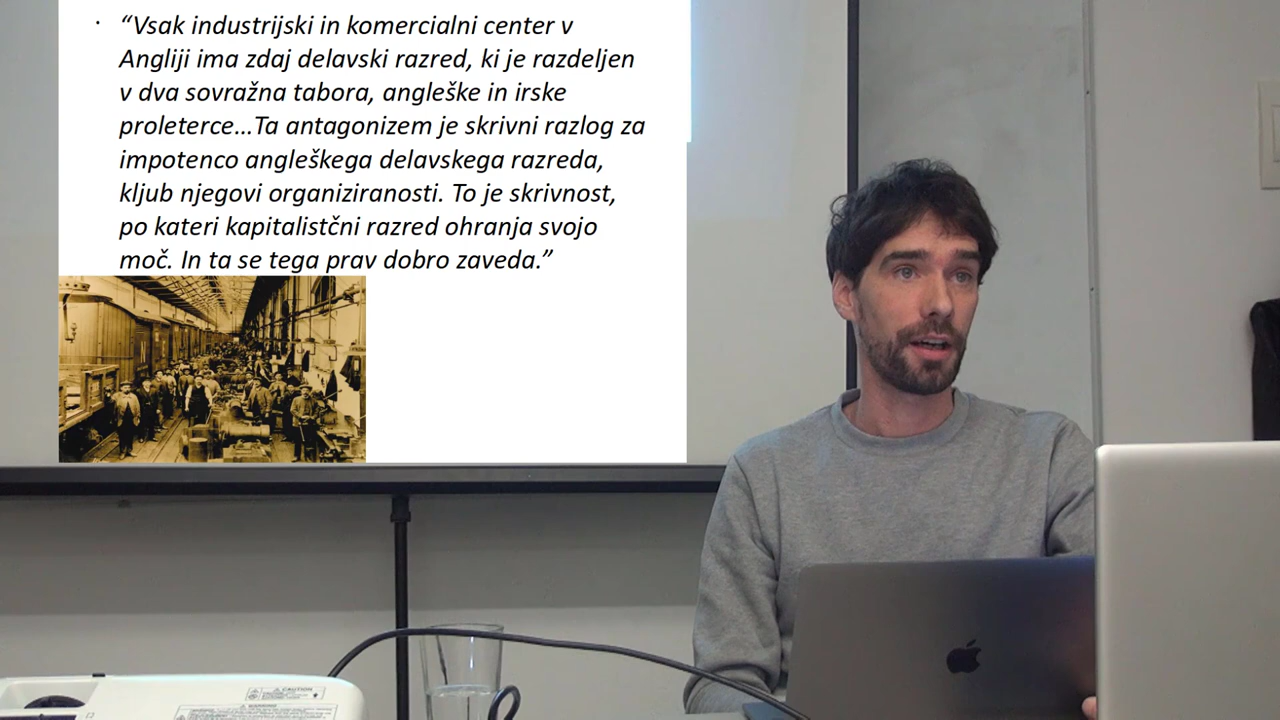 “Vsak industrijski in komercialni center v
Angliji ima zdaj delavski razred, ki je razdeljen
v dva sovražna tabora, angleške in irske
proleterce...Ta antagonizem je skrivni razlog za
impotenco angleškega delavskega razreda,
kljub njegovi organiziranosti. To je skrivnost,
po kateri kapitalistčni razred ohranja svojo
moč. In ta se tega prav dobro zaveda.”
CAUTION
WARNING